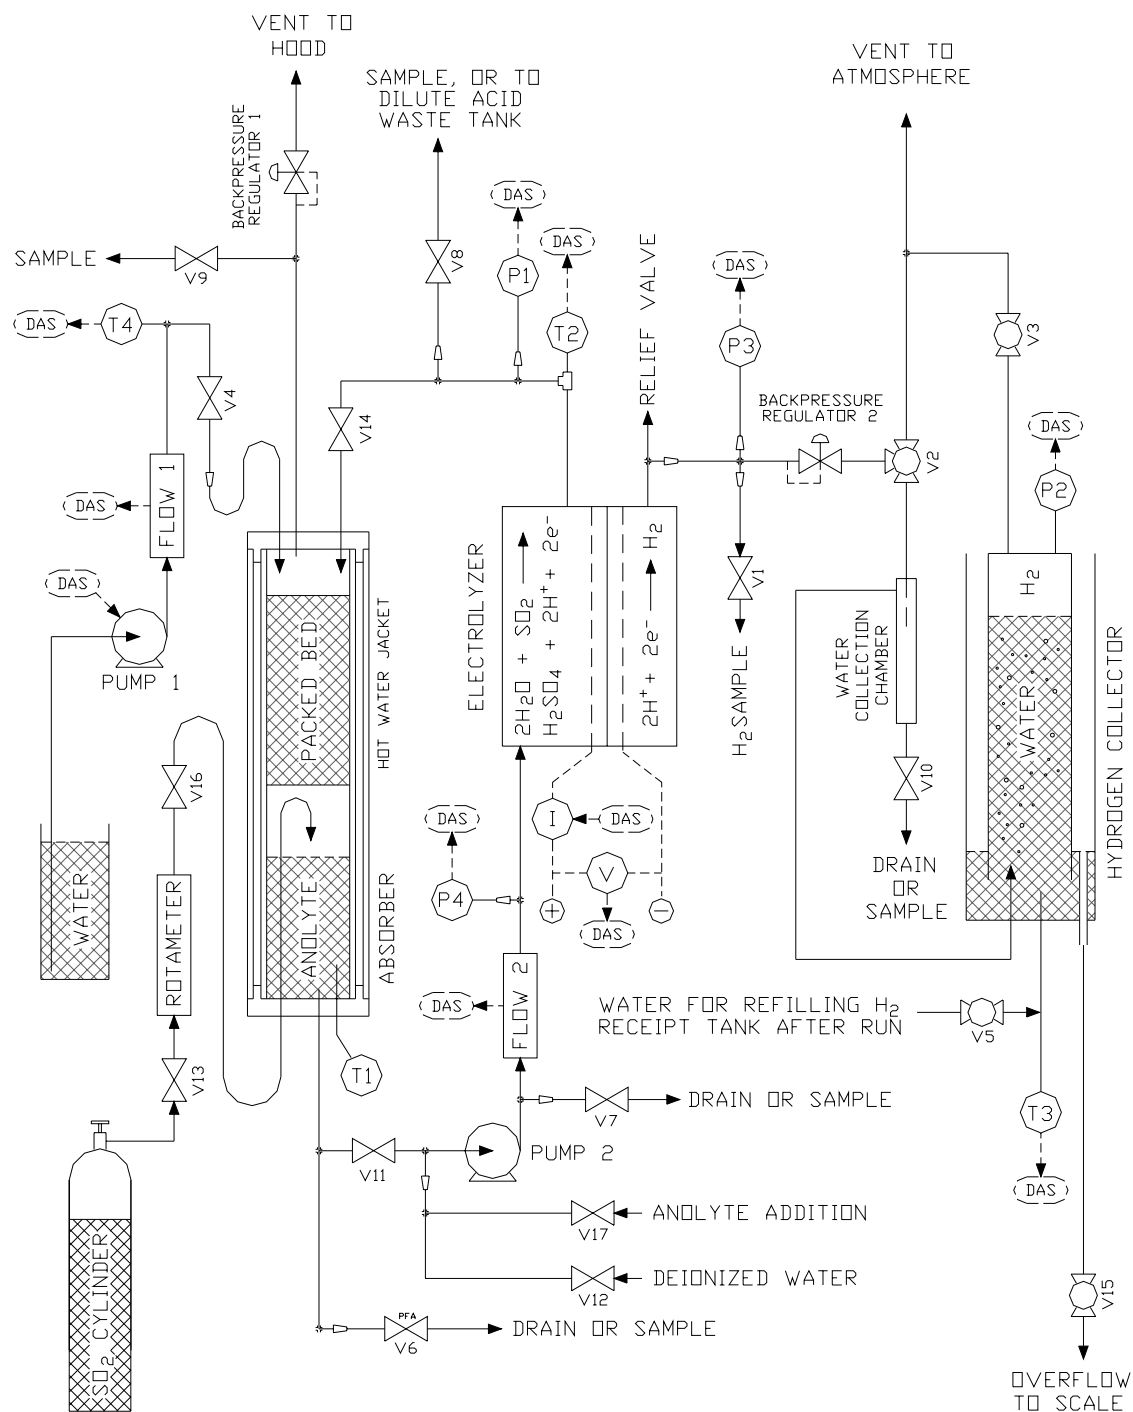 VENT TO
HOOD
BACKPRESSURE
REGULATOR 1
SAMPLE, OR TO
DILUTE ACID
WASTE TANK
VENT TO
ATMOSPHERE
SAMPLE
V9
V8
DAS
P1
DAS
T2
RELIEF VALVE
DAS
P3
V3
DAS
T4
V4
V14
BACKPRESSURE
REGULATOR 2
V2
DAS
P2
DAS
FLOW 1
DAS
PUMP 1
ELECTROLYZER
2H2O + SO2
H2SO4 + 2H+ + 2e-
2H+ + 2e-
H2
V1
H2SAMPLE
H2
WATER
HYDROGEN COLLECTOR
WATER
COLLECTION
CHAMBER
V10
DRAIN
OR
SAMPLE
PACKED BED
HOT WATER JACKET
V16
WATER
ROTAMETER
V13
ANOLYTE
ABSORBER
T1
DAS
P4
I
DAS
V
+
−
DAS
DAS
FLOW 2
WATER FOR REFILLING H2
RECEIPT TANK AFTER RUN
V5
T3
DAS
V7
DRAIN OR SAMPLE
V11
PUMP 2
V17
ANOLYTE ADDITION
V12
DEIONIZED WATER
PFA
V6
DRAIN OR SAMPLE
SO2 CYLINDER
V15
OVERFLOW
TO SCALE